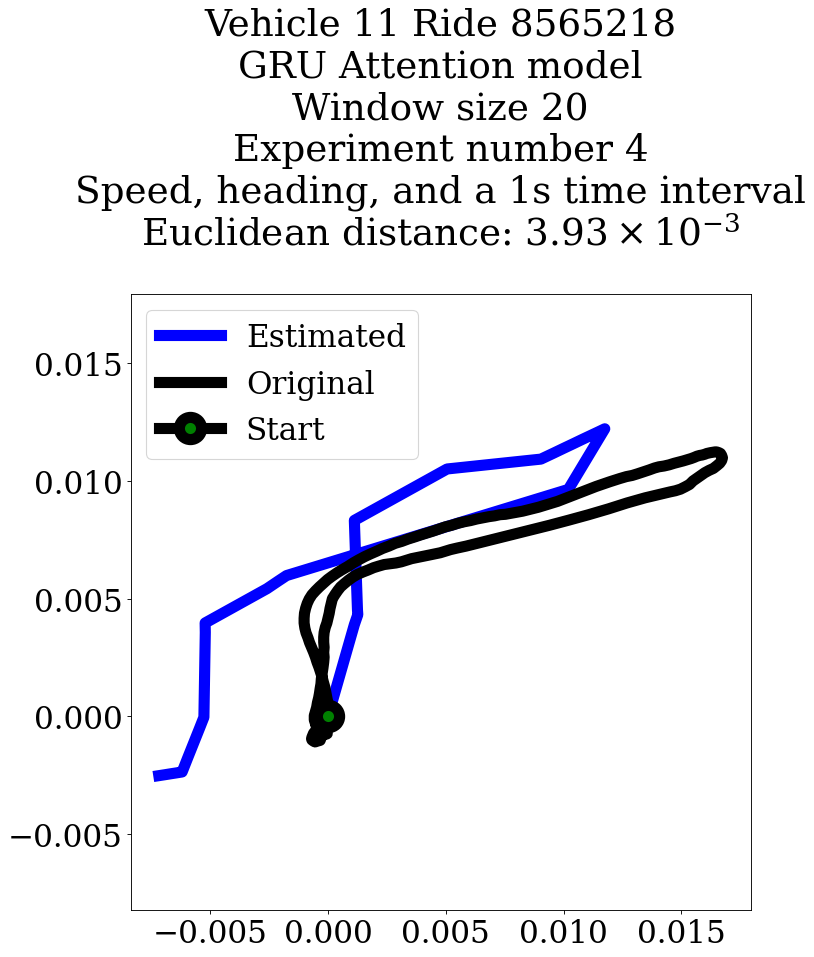 Vehicle 11 Ride 8565218
GRU Attention model
Window size 20
Experiment number 4
Speed, heading, and a 1s time interval
Euclidean distance: 3.93 × 10⁻³
Estimated
Original
Start
0.015
0.010
0.005
0.000
−0.005
−0.005 0.000 0.005 0.010 0.015